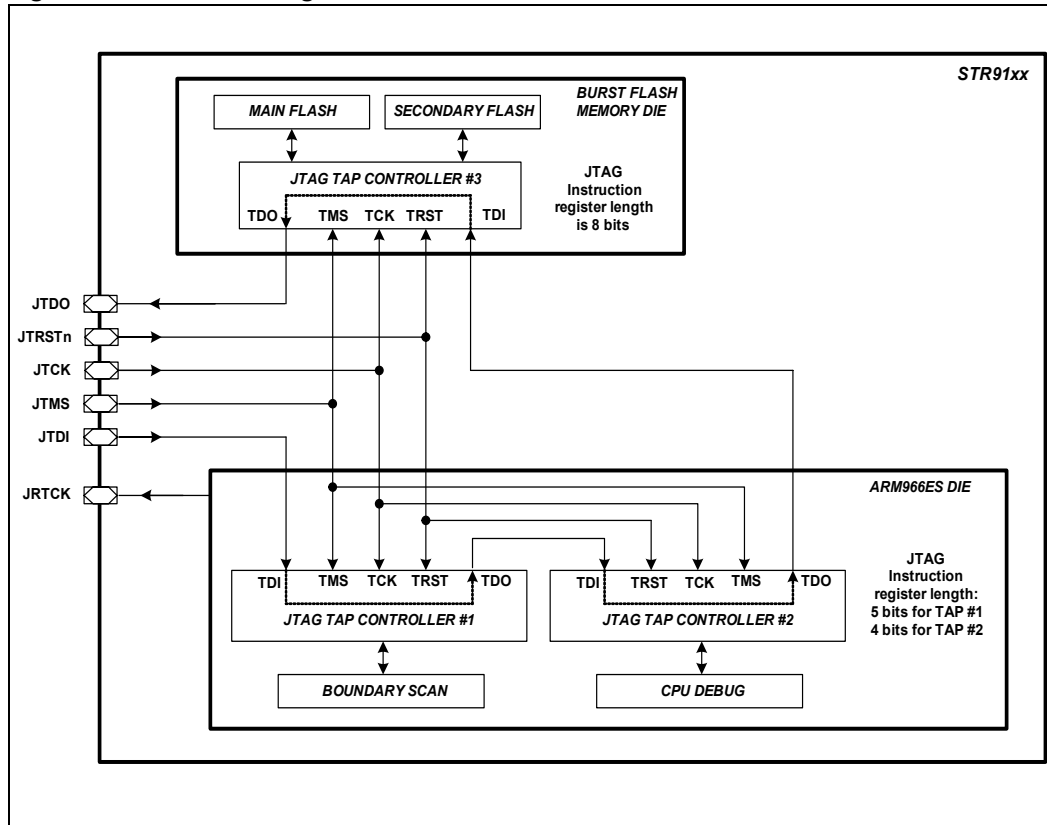 STR91xx
BURST FLASH
MEMORY DIE
MAIN FLASH
SECONDARY FLASH
JTAG TAP CONTROLLER #3
TDO TMS TCK TRST TDI
JTAG
Instruction
register length
is 8 bits
JTDO
JTRSTn
JTCK
JTMS
JTDI
JRTCK
ARM966ES DIE
TDI TMS TCK TRST TDO
JTAG TAP CONTROLLER #1
BOUNDARY SCAN
TDI TRST TCK TMS TDO
JTAG TAP CONTROLLER #2
CPU DEBUG
JTAG
Instruction
register length:
5 bits for TAP #1
4 bits for TAP #2